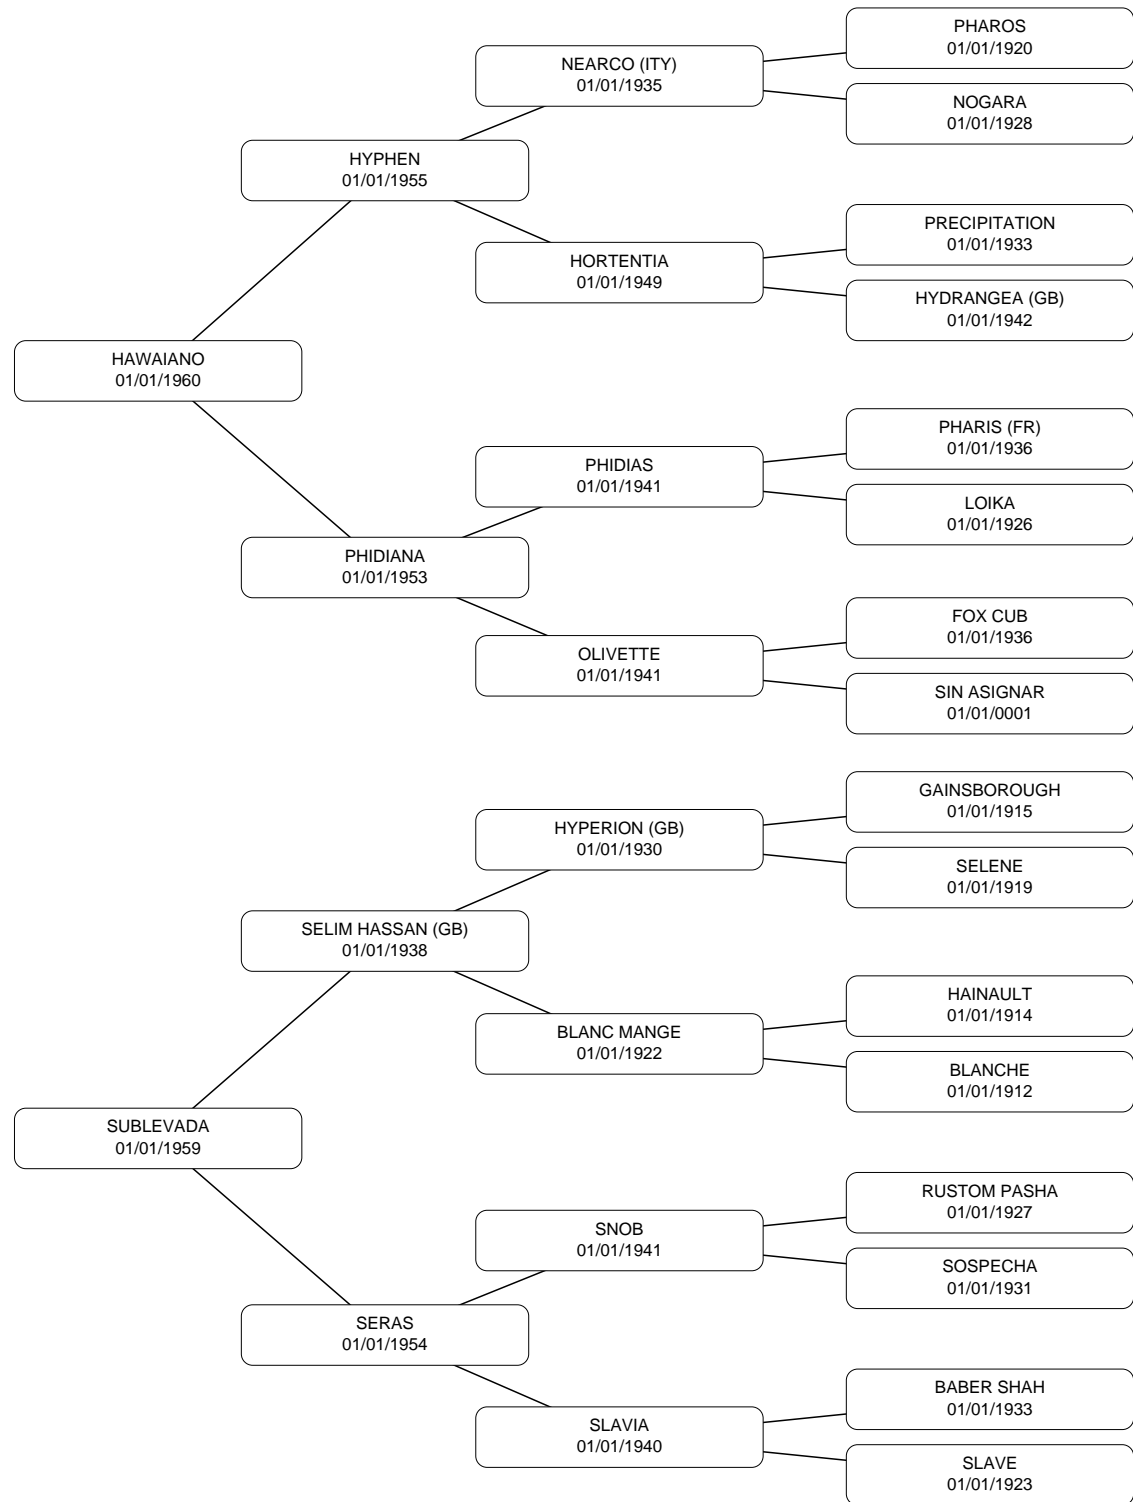 PHAROS
01/01/1920
NEARCO (ITY)
01/01/1935
NOGARA
01/01/1928
HYPHEN
01/01/1955
PRECIPITATION
01/01/1933
HORTENTIA
01/01/1949
HYDRANGEA (GB)
01/01/1942
HAWAIANO
01/01/1960
PHARIS (FR)
01/01/1936
PHIDIAS
01/01/1941
LOIKA
01/01/1926
PHIDIANA
01/01/1953
FOX CUB
01/01/1936
OLIVETTE
01/01/1941
SIN ASIGNAR
01/01/0001
GAINSBOROUGH
01/01/1915
HYPERION (GB)
01/01/1930
SELENE
01/01/1919
SELIM HASSAN (GB)
01/01/1938
HAINAULT
01/01/1914
BLANC MANGE
01/01/1922
BLANCHE
01/01/1912
SUBLEVADA
01/01/1959
RUSTOM PASHA
01/01/1927
SNOB
01/01/1941
SOSPECHA
01/01/1931
SERAS
01/01/1954
BABER SHAH
01/01/1933
SLAVIA
01/01/1940
SLAVE
01/01/1923